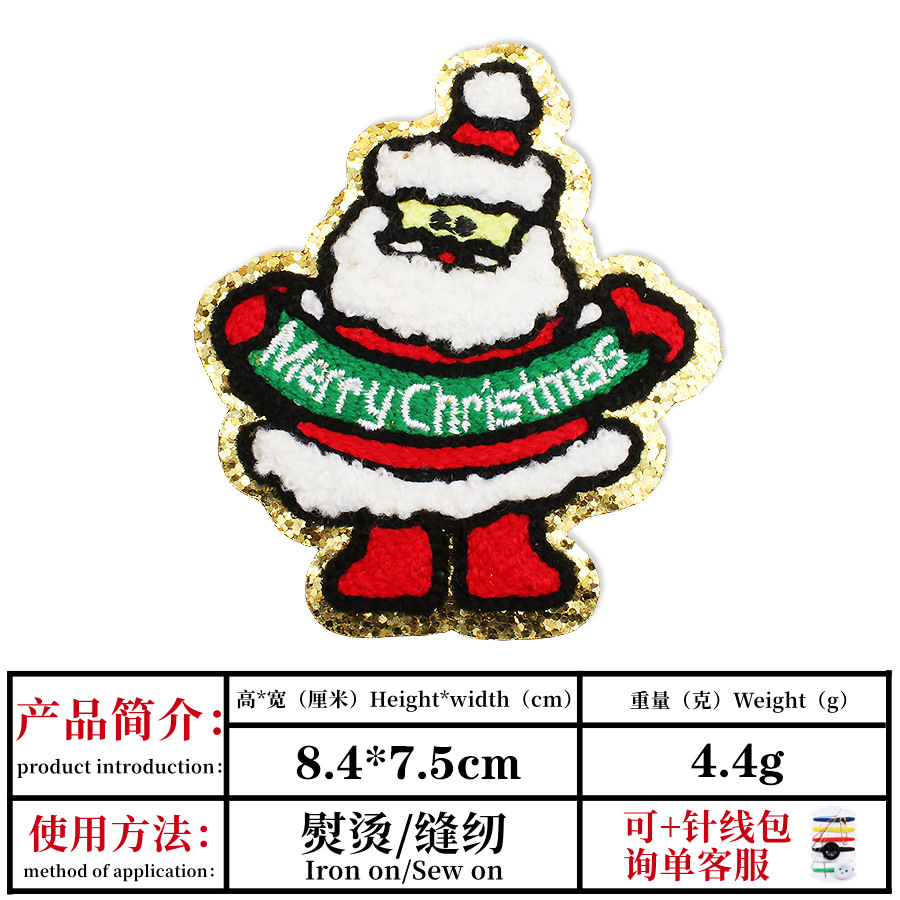 Merry Christmas
产品简介：
product introduction:
高*宽（厘米）Height*width（cm）
重量（克）Weight（g）
8.4*7.5cm
4.4g
使用方法：
method of application:
熨烫/缝纫
Iron on/Sew on
可+针线包
询单客服